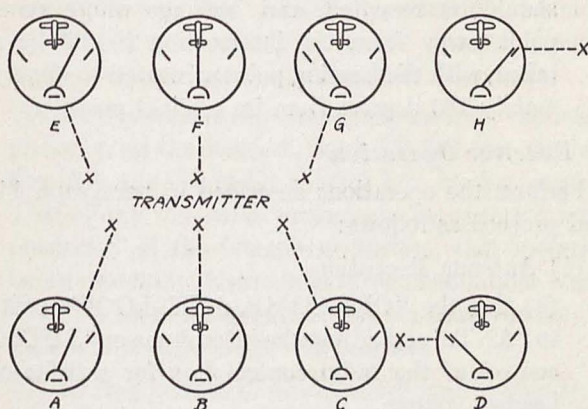 E F G H
X
X X X
TRANSMITTER
X X X
X
A B C D